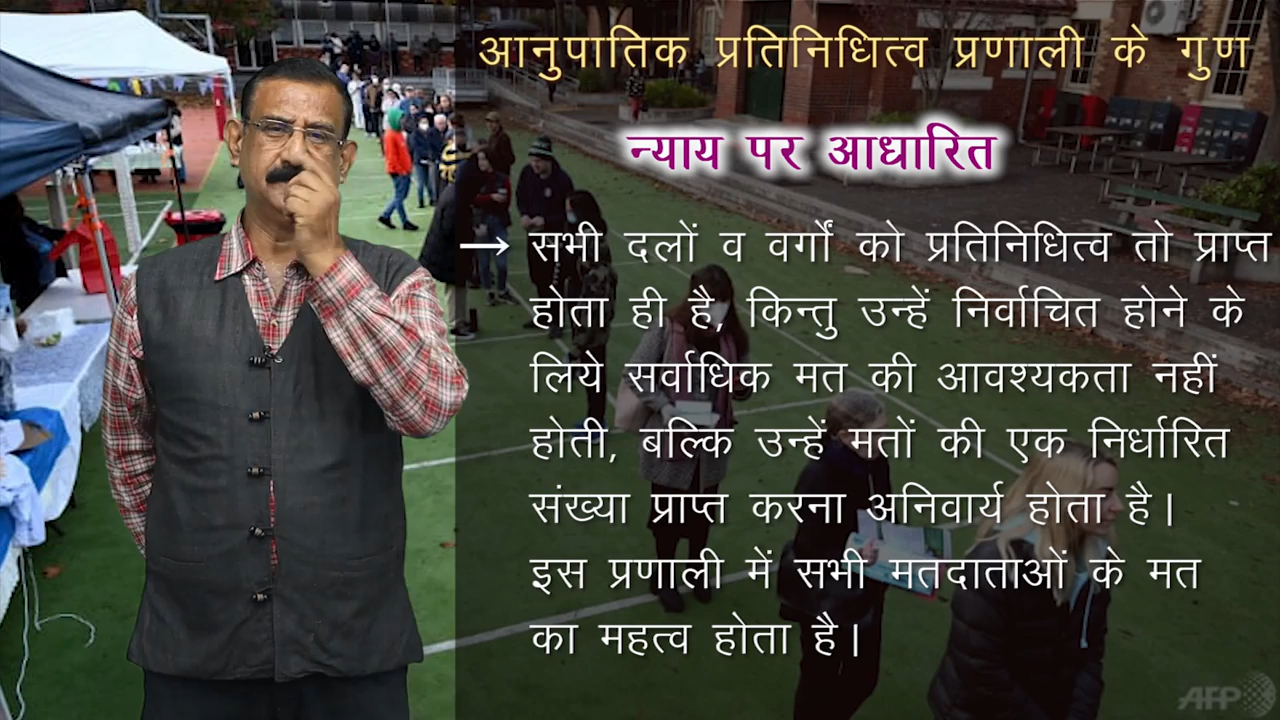 आनुपातिक प्रतिनिधित्व प्रणाली के गुण
न्याय पर आधारित
→ सभी दलों व वर्गों को प्रतिनिधित्व तो प्राप्त
होता ही है, किन्तु उन्हें निर्वाचित होने के
लिये सर्वाधिक मत की आवश्यकता नहीं
होती, बल्कि उन्हें मतों की एक निर्धारित
संख्या प्राप्त करना अनिवार्य होता है।
इस प्रणाली में सभी मतदाताओं के मत
का महत्व होता है।
AFP